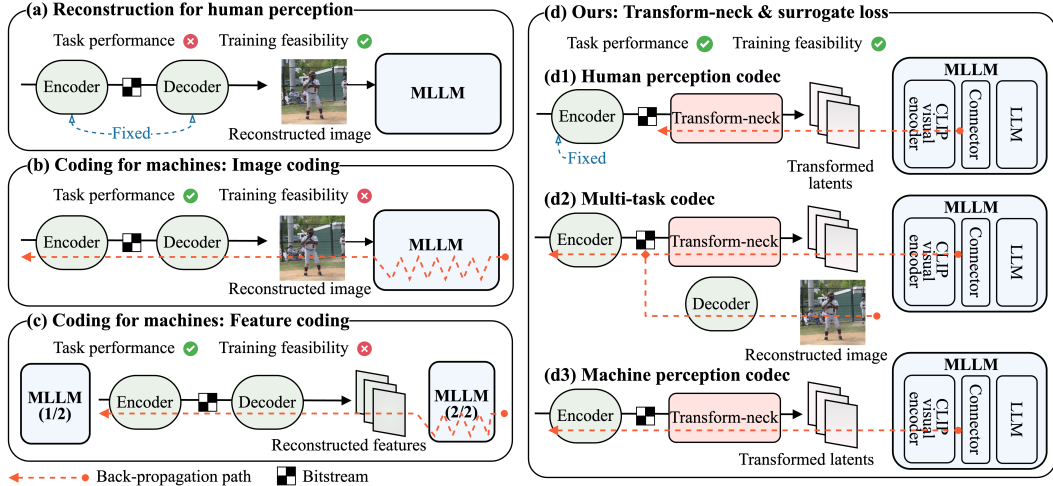 (a) Reconstruction for human perception
Task performance
Training feasibility
Encoder
Decoder
Fixed
Reconstructed image
MLLM
(b) Coding for machines: Image coding
Task performance
Training feasibility
Encoder
Decoder
Reconstructed image
MLLM
(c) Coding for machines: Feature coding
Task performance
Training feasibility
MLLM
(1/2)
Encoder
Decoder
Reconstructed features
MLLM
(2/2)
Back-propagation path
Bitstream
(d) Ours: Transform-neck & surrogate loss
Task performance
Training feasibility
(d1) Human perception codec
Encoder
Fixed
Transform-neck
Transformed
latents
MLLM
CLIP
visual
encoder
Connector
LLM
(d2) Multi-task codec
Encoder
Transform-neck
Decoder
Reconstructed image
MLLM
CLIP
visual
encoder
Connector
LLM
(d3) Machine perception codec
Encoder
Transform-neck
Transformed latents
MLLM
CLIP
visual
encoder
Connector
LLM